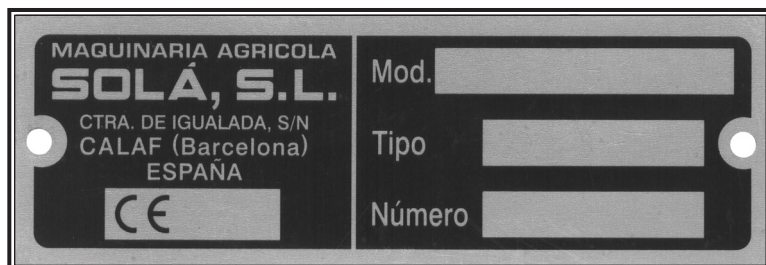 MAQUINARIA AGRICOLA
SOLÁ, S.L.
CTRA. DE IGUALADA, S/N
CALAF (Barcelona)
ESPAÑA
CE
Mod.
Tipo
Número